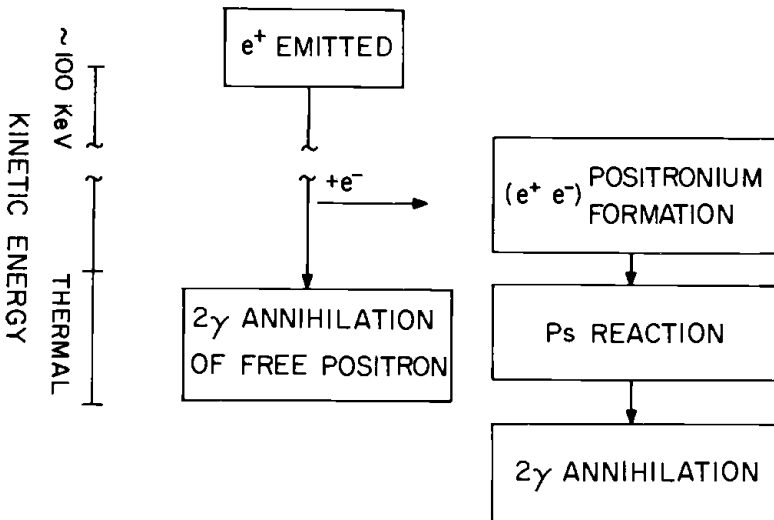 KINETIC ENERGY
~100 KeV
THERMAL
e⁺ EMITTED
+e⁻
2γ ANNIHILATION
OF FREE POSITRON
(e⁺ e⁻) POSITRONIUM
FORMATION
Ps REACTION
2γ ANNIHILATION